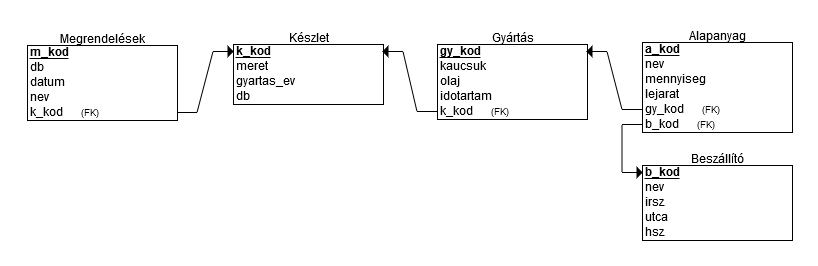 Megrendelések
m_kod
db
datum
nev
k_kod (FK)
Készlet
k_kod
meret
gyartas_ev
db
Gyártás
gy_kod
kaucsuk
olaj
idotartam
k_kod (FK)
Alapanyag
a_kod
nev
mennyiseg
lejarat
gy_kod (FK)
b_kod (FK)
Beszállító
b_kod
nev
irsz
utca
hsz